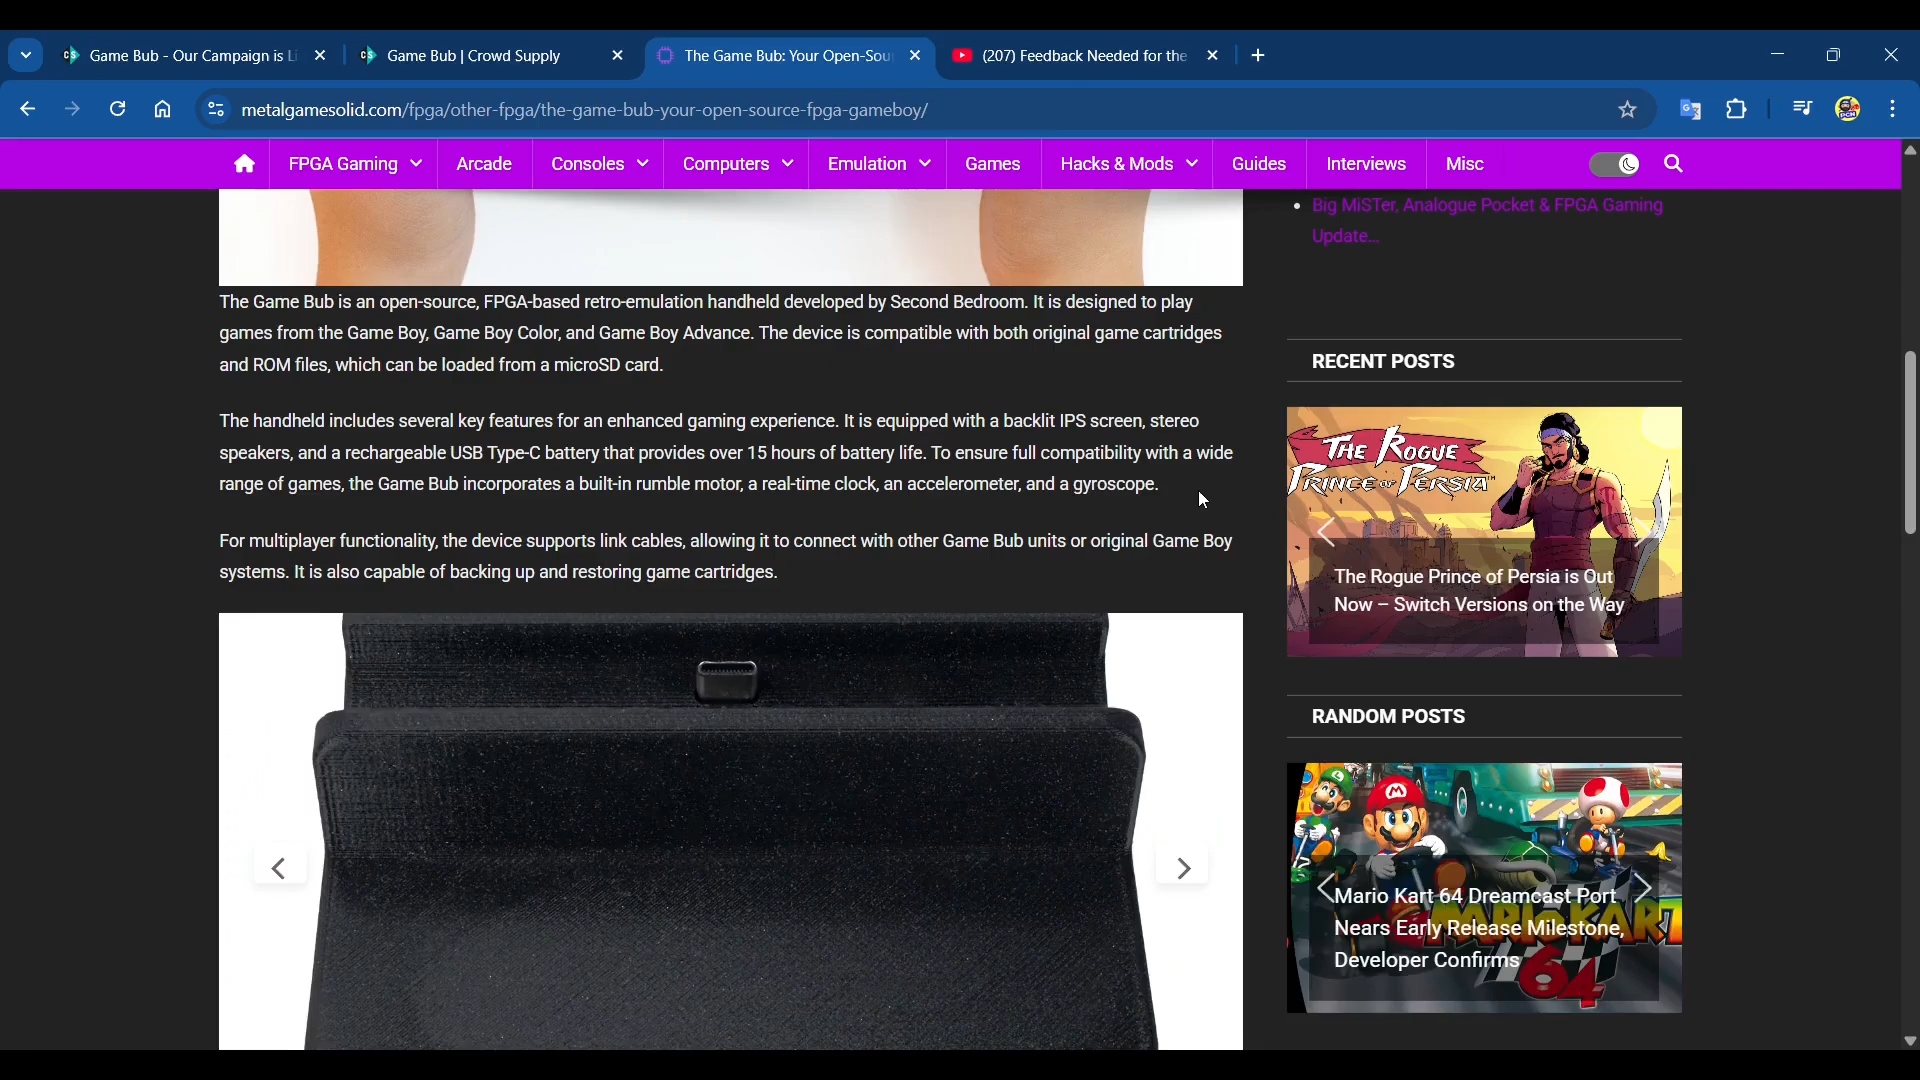 Game Bub - Our Campaign is Li
Game Bub | Crowd Supply
The Game Bub: Your Open-Sou
(207) Feedback Needed for the
metalgamesolid.com/fpga/other-fpga/the-game-bub-your-open-source-fpga-gameboy/
FPGA Gaming
Arcade
Consoles
Computers
Emulation
Games
Hacks & Mods
Guides
Interviews
Misc
Big MiSTer, Analogue Pocket & FPGA Gaming
Update...
The Game Bub is an open-source, FPGA-based retro-emulation handheld developed by Second Bedroom. It is designed to play
games from the Game Boy, Game Boy Color, and Game Boy Advance. The device is compatible with both original game cartridges
and ROM files, which can be loaded from a microSD card.
The handheld includes several key features for an enhanced gaming experience. It is equipped with a backlit IPS screen, stereo
speakers, and a rechargeable USB Type-C battery that provides over 15 hours of battery life. To ensure full compatibility with a wide
range of games, the Game Bub incorporates a built-in rumble motor, a real-time clock, an accelerometer, and a gyroscope.
For multiplayer functionality, the device supports link cables, allowing it to connect with other Game Bub units or original Game Boy
systems. It is also capable of backing up and restoring game cartridges.
RECENT POSTS
THE ROGUE
PRINCE OF PERSIA
The Rogue Prince of Persia is Out
Now – Switch Versions on the Way
RANDOM POSTS
Mario Kart 64 Dreamcast Port
Nears Early Release Milestone,
Developer Confirms